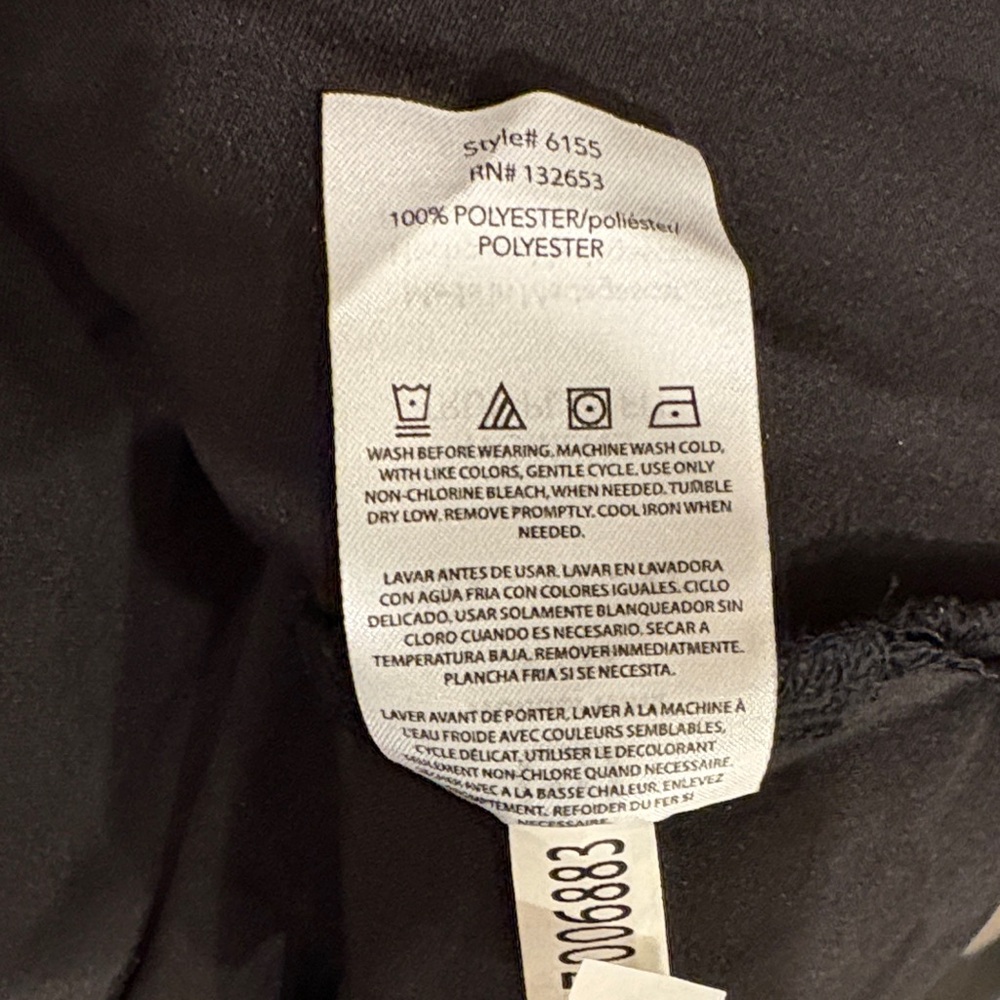 Style# 6155
RN# 132653
100% POLYESTER/poliéster/
POLYESTER
WASH BEFORE WEARING. MACHINE WASH COLD,
WITH LIKE COLORS, GENTLE CYCLE. USE ONLY
NON-CHLORINE BLEACH, WHEN NEEDED. TUMBLE
DRY LOW. REMOVE PROMPTLY. COOL IRON WHEN
NEEDED.
LAVAR ANTES DE USAR. LAVAR EN LAVADORA
CON AGUA FRIA CON COLORES IGUALES. CICLO
DELICADO. USAR SOLAMENTE BLANQUEADOR SIN
CLORO CUANDO ES NECESARIO. SECAR A
TEMPERATURA BAJA. REMOVER INMEDIATMENTE.
PLANCHA FRIA SI SE NECESITA.
LAVER AVANT DE PORTER, LAVER À LA MACHINE À
L'EAU FROIDE AVEC COULEURS SEMBLABLES,
CYCLE DÉLICAT. UTILISER LE DECOLORANT
SEULEMENT NON-CHLORE QUAND NECESSAIRE.
SECHER AVEC A LA BASSE CHALEUR, ENLEVEZ
REFOIDER DU FER SI
NECESSAIRE.
006883